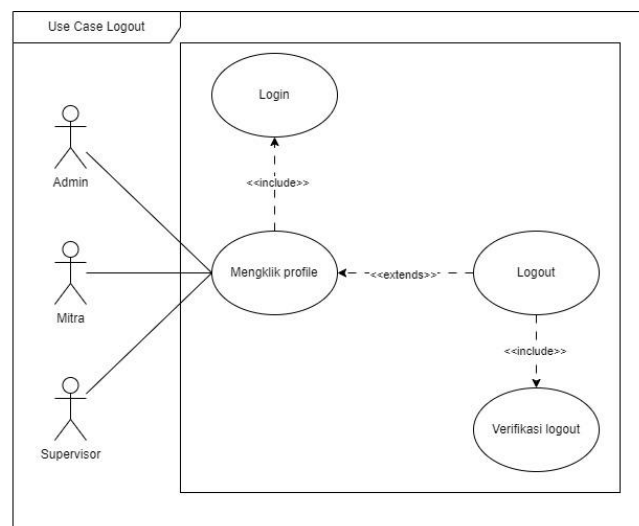 Use Case Logout
Login
<<include>>
Admin
Mengklik profile
<<extends>>
Logout
Mitra
<<include>>
Verifikasi logout
Supervisor